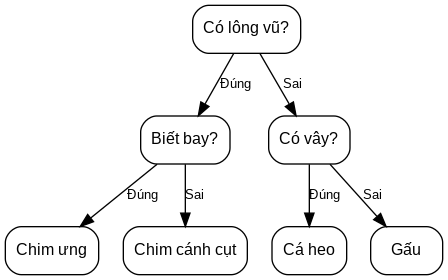 Có lông vũ?
Đúng
Sai
Biết bay?
Có vây?
Đúng
Sai
Đúng
Sai
Chim ưng
Chim cánh cụt
Cá heo
Gấu